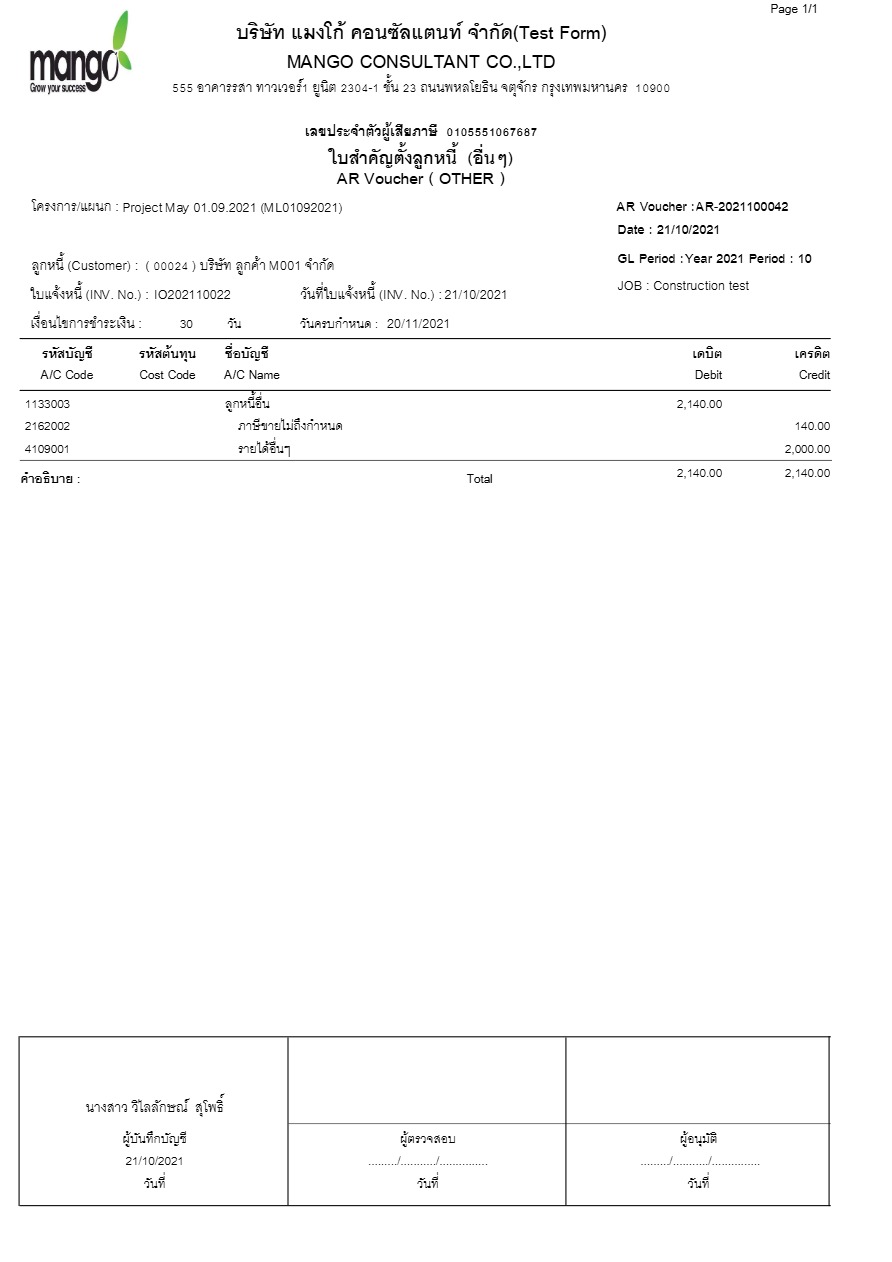 Page 1/1
mango
Grow your success
บริษัท แมงโก้ คอนซัลแตนท์ จำกัด(Test Form)
MANGO CONSULTANT CO.,LTD
555 อาคารรสา ทาวเวอร์1 ยูนิต 2304-1 ชั้น 23 ถนนพหลโยธิน จตุจักร กรุงเทพมหานคร 10900
เลขประจำตัวผู้เสียภาษี 0105551067687
ใบสำคัญตั้งลูกหนี้ (อื่นๆ)
AR Voucher ( OTHER )
โครงการ/แผนก : Project May 01.09.2021 (ML01092021) AR Voucher :AR-2021100042
Date : 21/10/2021
ลูกหนี้ (Customer) : ( 00024 ) บริษัท ลูกค้า M001 จำกัด GL Period :Year 2021 Period : 10
ใบแจ้งหนี้ (INV. No.) : IO202110022 วันที่ใบแจ้งหนี้ (INV. No.) : 21/10/2021 JOB : Construction test
เงื่อนไขการชำระเงิน : 30 วัน วันครบกำหนด : 20/11/2021
รหัสบัญชี รหัสต้นทุน ชื่อบัญชี เดบิต เครดิต
A/C Code Cost Code A/C Name Debit Credit
1133003 ลูกหนี้อื่น 2,140.00
2162002 ภาษีขายไม่ถึงกำหนด 140.00
4109001 รายได้อื่นๆ 2,000.00
คำอธิบาย : Total 2,140.00 2,140.00
นางสาว วิไลลักษณ์ สุโพธิ์
ผู้บันทึกบัญชี ผู้ตรวจสอบ ผู้อนุมัติ
21/10/2021 ........./.........../............... ........./.........../...............
วันที่ วันที่ วันที่